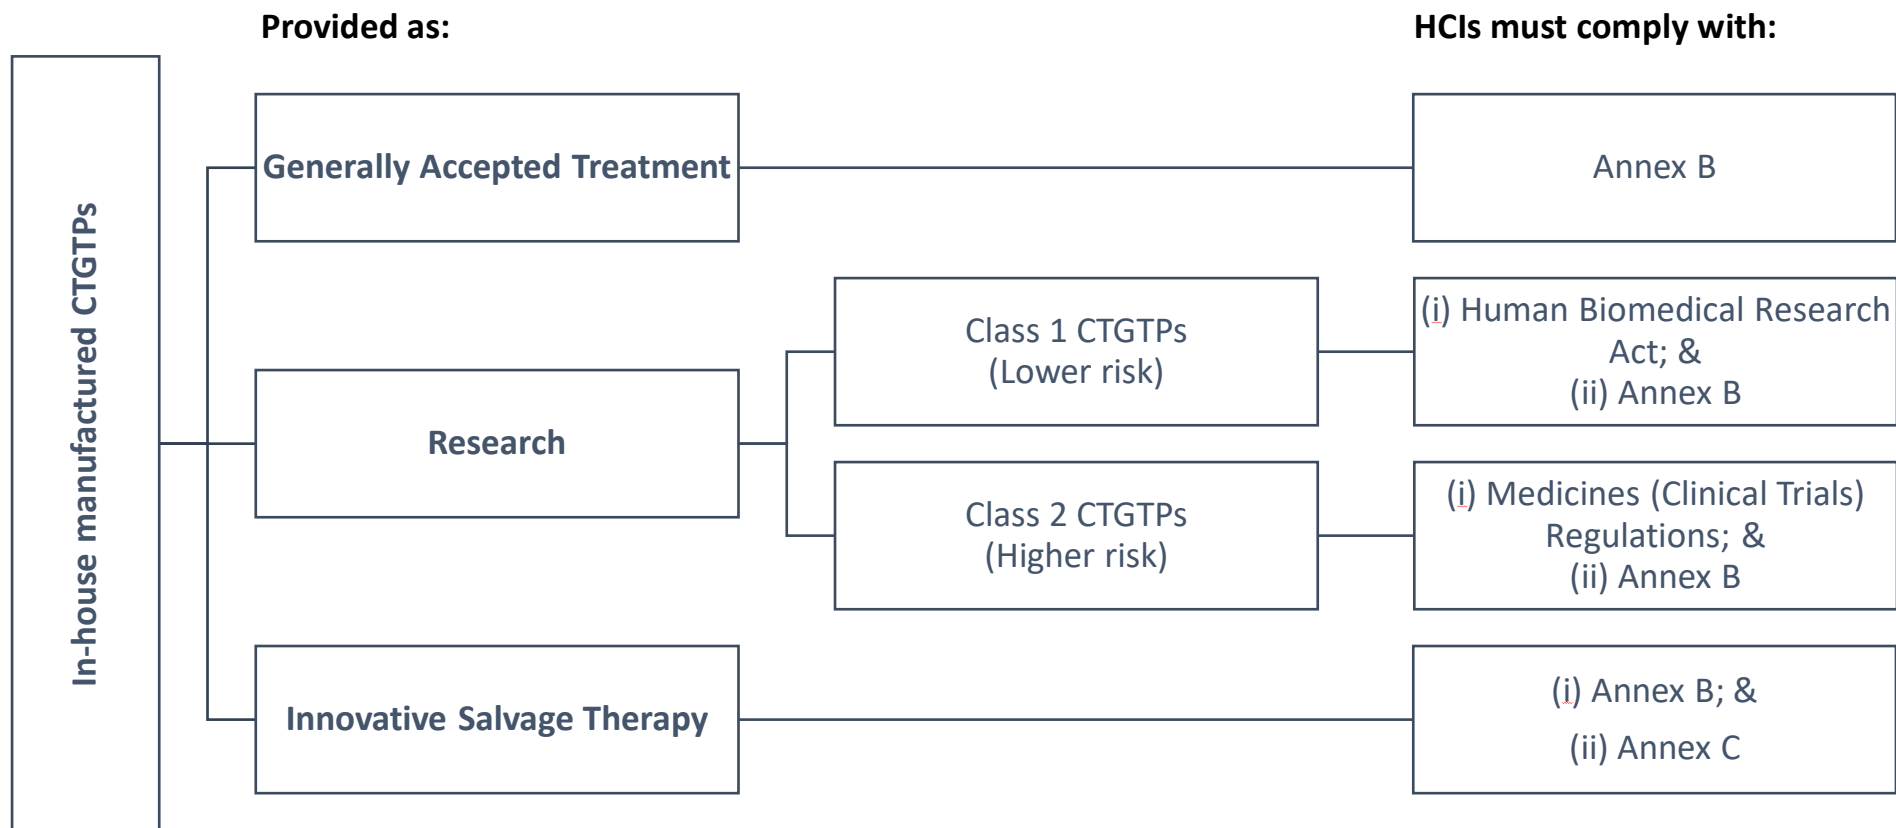 Provided as:
HCIs must comply with:
In-house manufactured CTGTPs
Generally Accepted Treatment
Annex B
Research
Class 1 CTGTPs
(Lower risk)
(i) Human Biomedical Research
Act; &
(ii) Annex B
Class 2 CTGTPs
(Higher risk)
(i) Medicines (Clinical Trials)
Regulations; &
(ii) Annex B
Innovative Salvage Therapy
(i) Annex B; &
(ii) Annex C